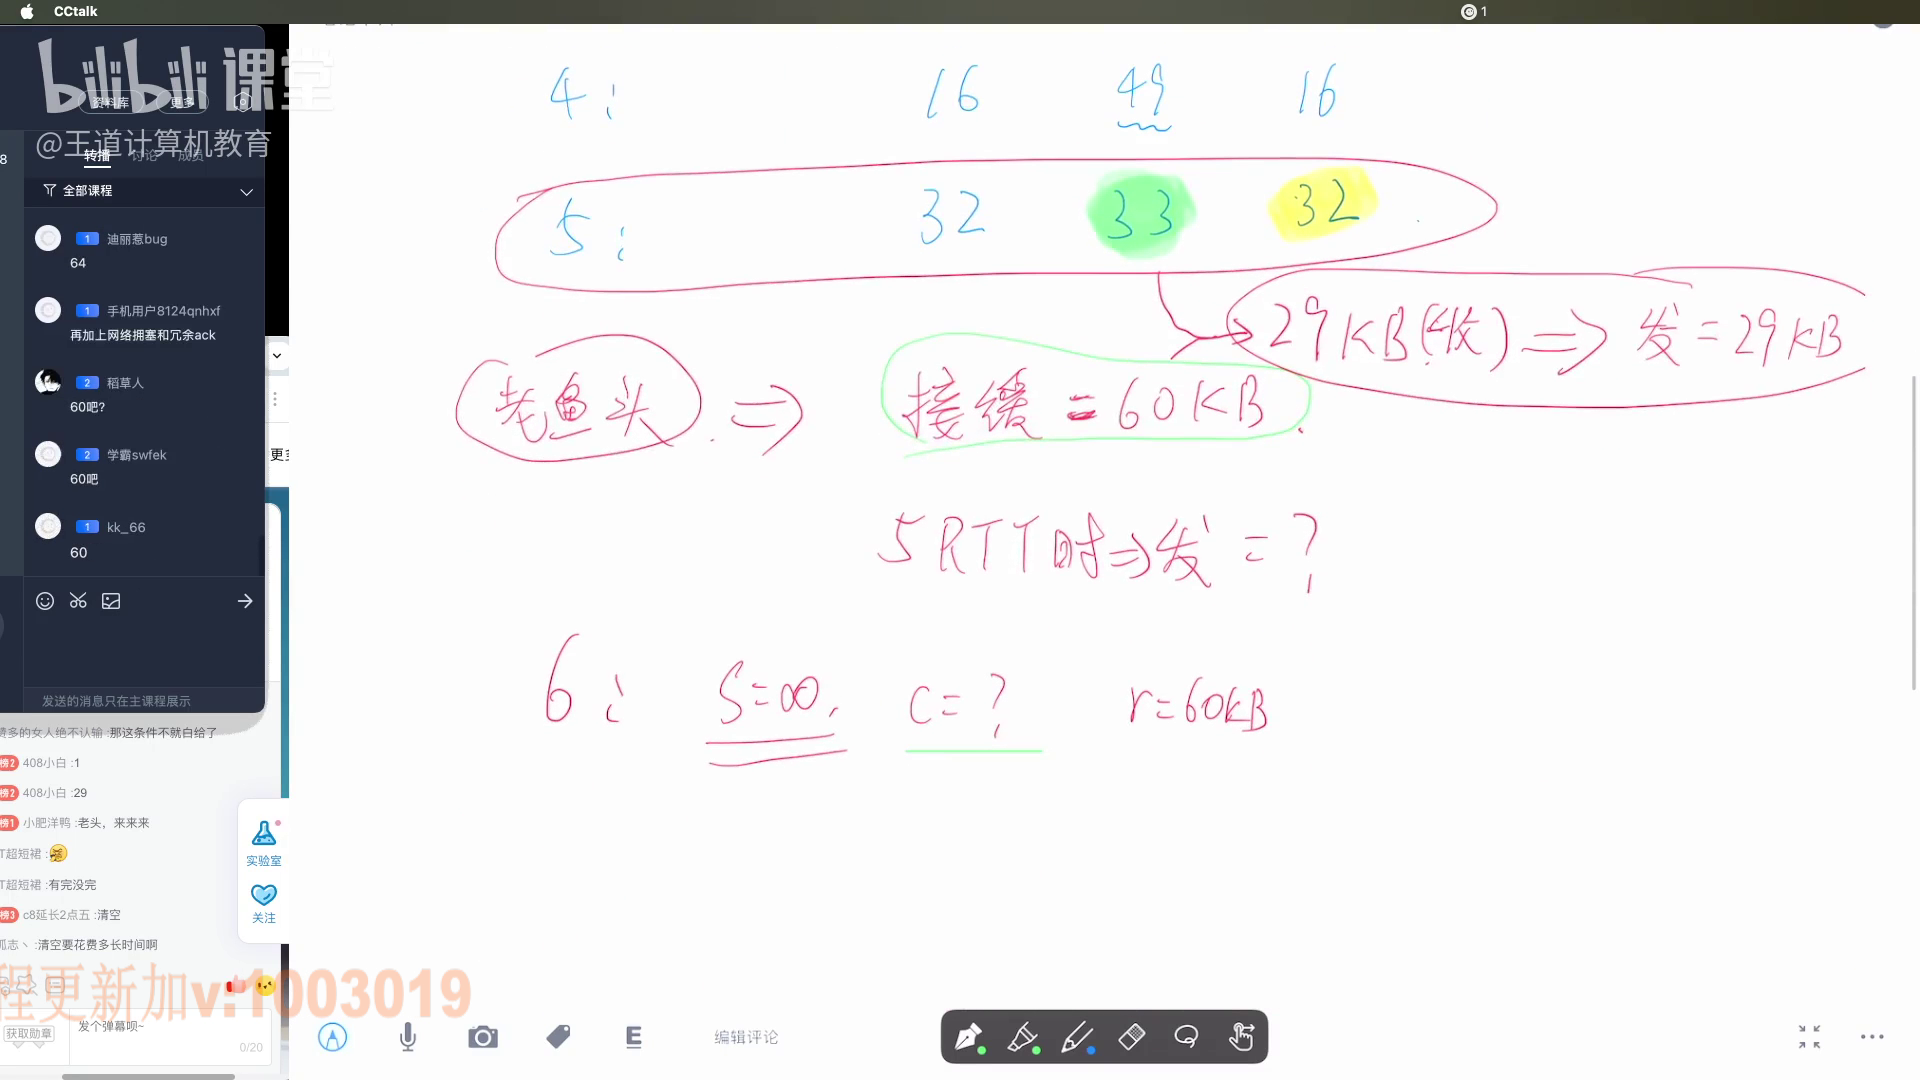 CCtalk
1
bilibili 课堂
资料库 更多
@王道计算机教育
转播 讨论 成员
8
全部课程
1 迪丽惹bug
64
1 手机用户8124qnhxf
再加上网络拥塞和冗余ack
2 稻草人
60吧?
2 学霸swfek
60吧
1 kk_66
60
发送的消息只在主课程展示
更多
4: 16 49 16
5: 32 33 32
29KB(收) ⇒ 发=29KB
老鱼头 ⇒ 接缓=60KB.
5RTT时⇒发=?
6: S=∞, C=? r=60KB
赞多的女人绝不认输 :那这条件不就白给了
榜2 408小白 :1
榜2 408小白 :29
榜1 小肥洋鸭 :老头，来来来
T超短裙 :
T超短裙 :有完没完
榜3 c8延长2点五 :清空
孤志丶 :清空要花费多长时间啊
实验室
关注
程更新加v:1003019
获取勋章
发个弹幕呗~
0/20
编辑评论